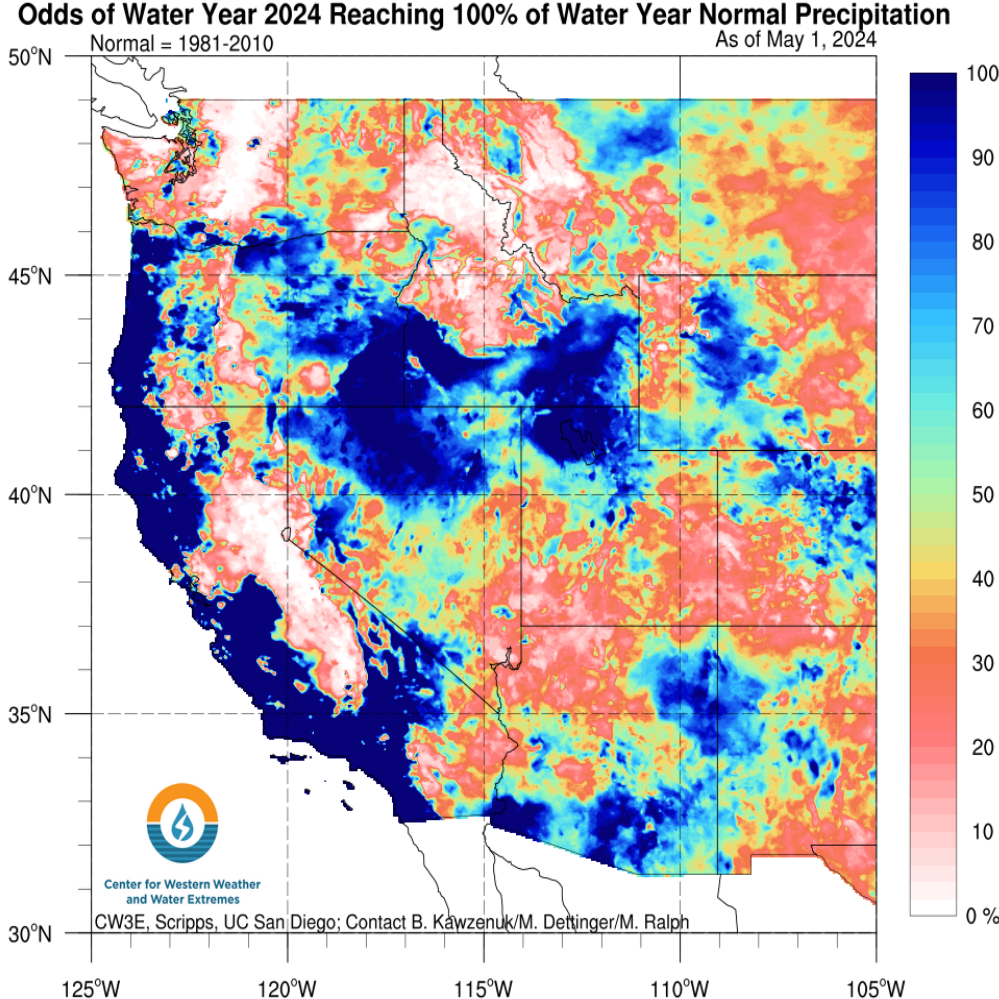 Odds of Water Year 2024 Reaching 100% of Water Year Normal Precipitation
Normal = 1981-2010
As of May 1, 2024
50°N
45°N
40°N
35°N
30°N
125°W
120°W
115°W
110°W
105°W
100
90
80
70
60
50
40
30
20
10
0 %
Center for Western Weather
and Water Extremes
CW3E, Scripps, UC San Diego; Contact B. Kawzenuk/M. Dettinger/M. Ralph